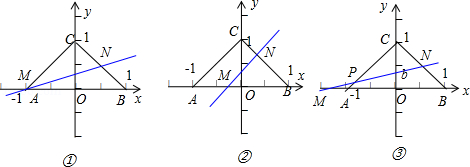 y
C 1
M N
-1 A O B 1 x
①
y
C 1
-1 M N 1
A O B x
②
y
C 1
P N
M A -1 b O B 1 x
③